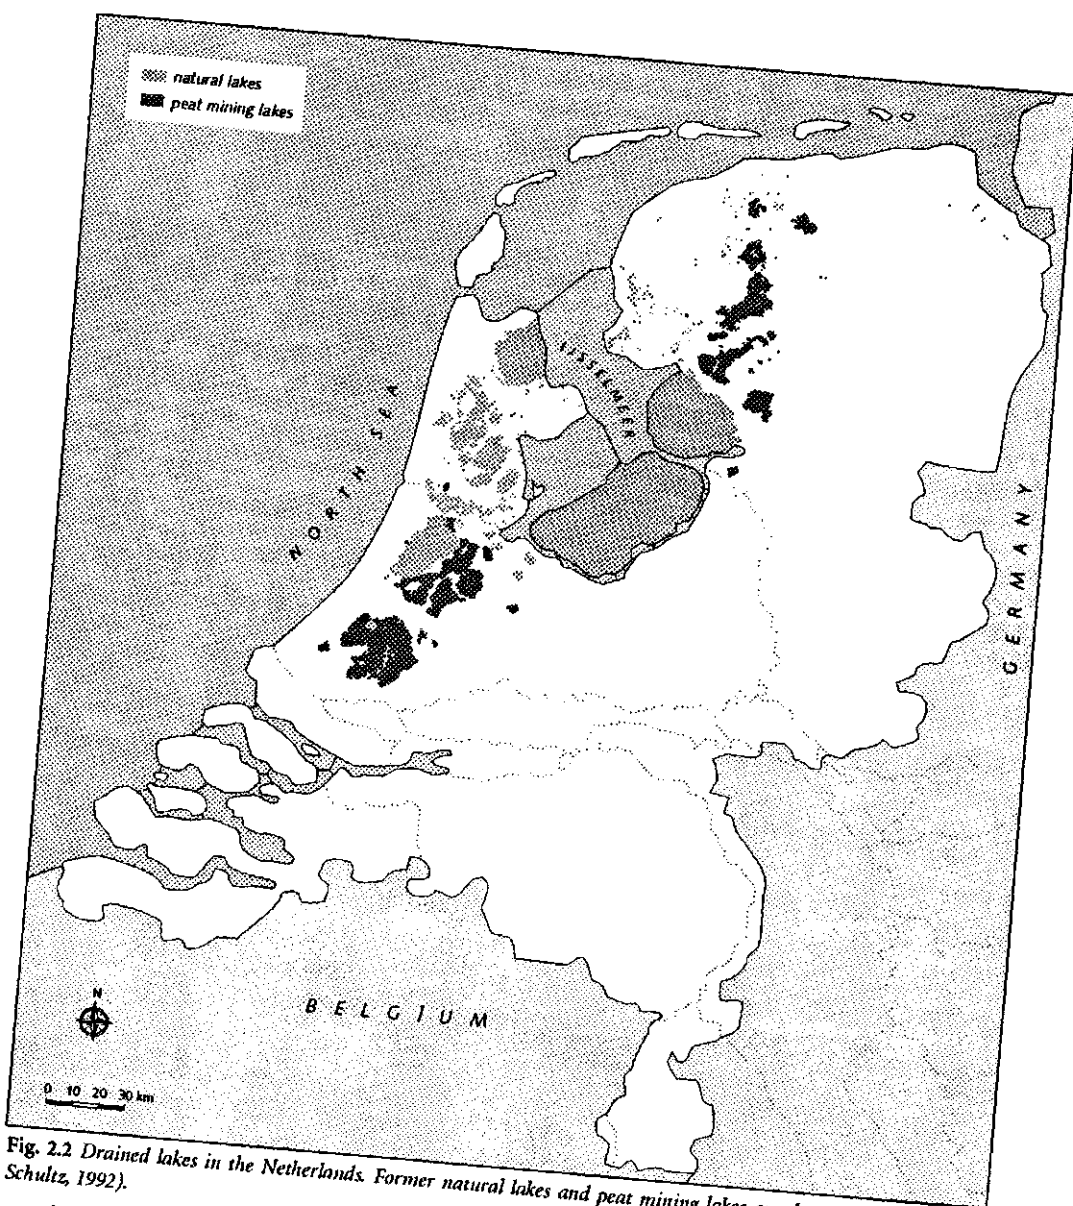 natural lakes
peat mining lakes
NORTH SEA
IJSSELMEER
GERMANY
BELGIUM
N
0 10 20 30 km
Fig. 2.2 Drained lakes in the Netherlands. Former natural lakes and peat mining lakes
Schultz, 1992).